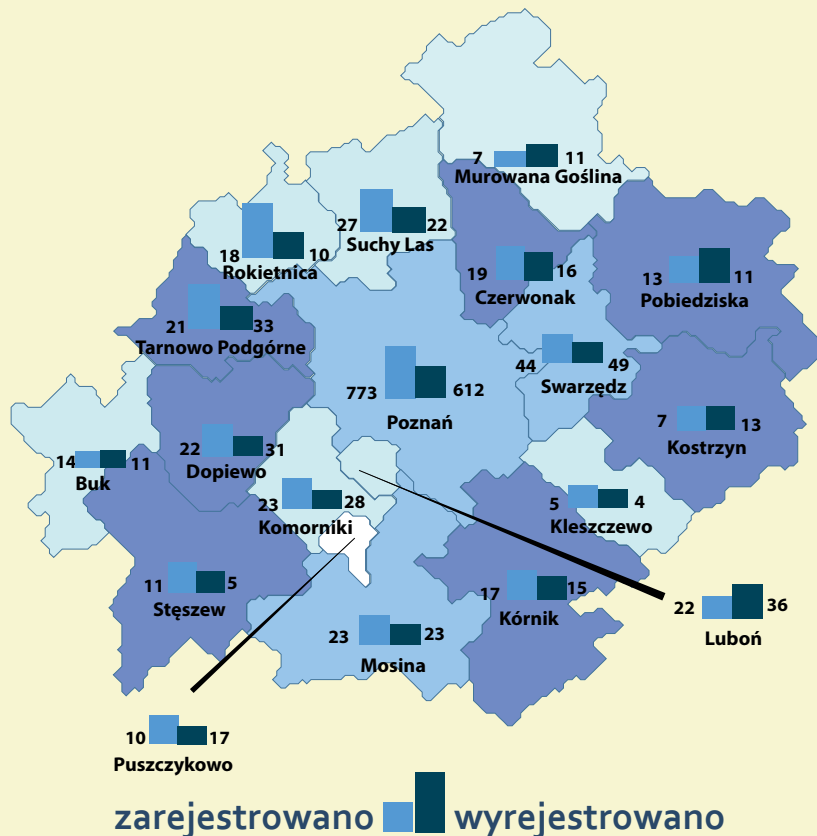 7 11
Murowana Goślina
27 22
Suchy Las
18 10
Rokietnica
19 16
Czerwonak
13 11
Pobiedziska
21 33
Tarnowo Podgórne
44 49
Swarzędz
773 612
Poznań
7 13
Kostrzyn
22 31
Dopiewo
14 11
Buk
23 28
Komorniki
5 4
Kleszczewo
11 5
Stęszew
17 15
Kórnik
22 36
Luboń
23 23
Mosina
10 17
Puszczykowo
zarejestrowano wyrejestrowano